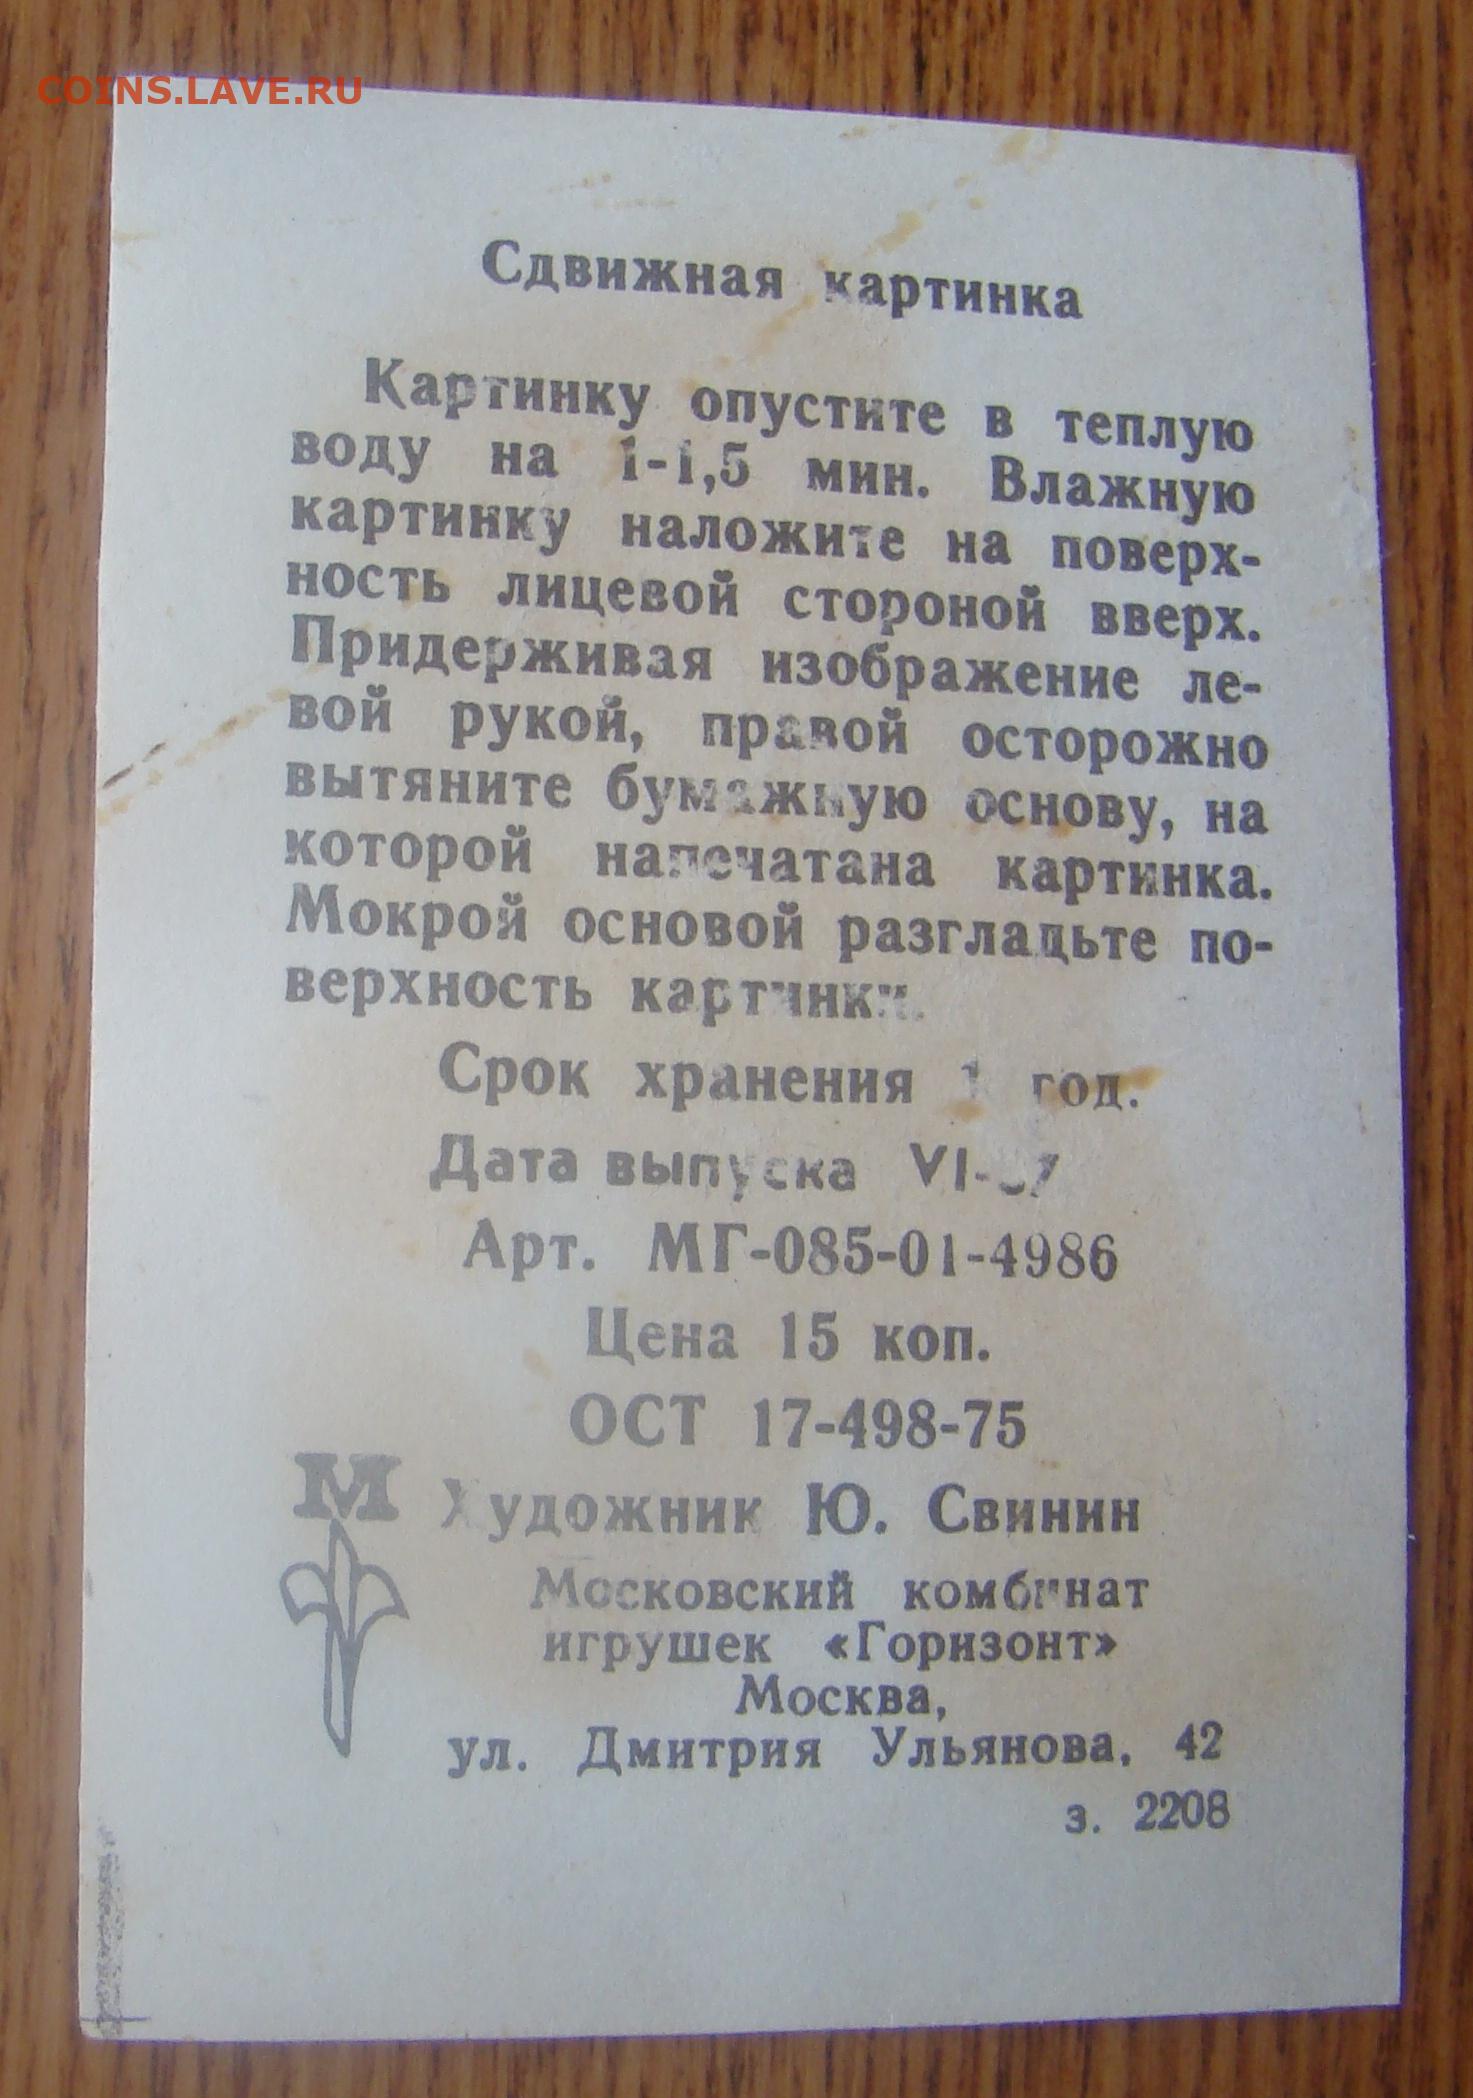 COINS.LAVE.RU
Сдвижная картинка
Картинку опустите в теплую
воду на 1-1,5 мин. Влажную
картинку наложите на поверх-
ность лицевой стороной вверх.
Придерживая изображение ле-
вой рукой, правой осторожно
вытяните бумажную основу, на
которой напечатана картинка.
Мокрой основой разгладьте по-
верхность картинки.
Срок хранения 1 год.
Дата выпуска
Арт. МГ-085-01-4986
Цена 15 коп.
ОСТ 17-498-75
М Художник Ю. Свинин
Московский комбинат
игрушек «Горизонт»
Москва,
ул. Дмитрия Ульянова, 42
з. 2208